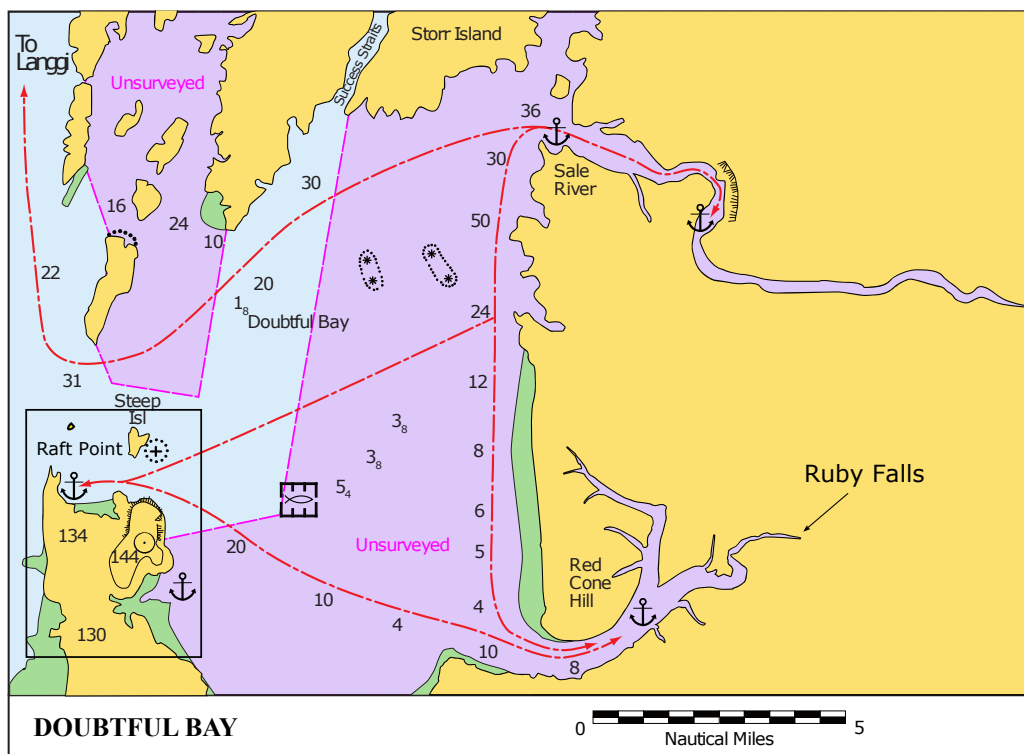 To
Langgi
Unsurveyed
Success Straits
Storr Island
36
30
Sale
River
30
16
24
10
50
22
20
1₈
Doubtful Bay
24
31
12
Steep
Isl
3₈
Raft Point
3₈
8
5₄
Ruby Falls
6
134
144
20
Unsurveyed
5
Red
Cone
Hill
10
4
4
130
10
8
DOUBTFUL BAY
0
5
Nautical Miles